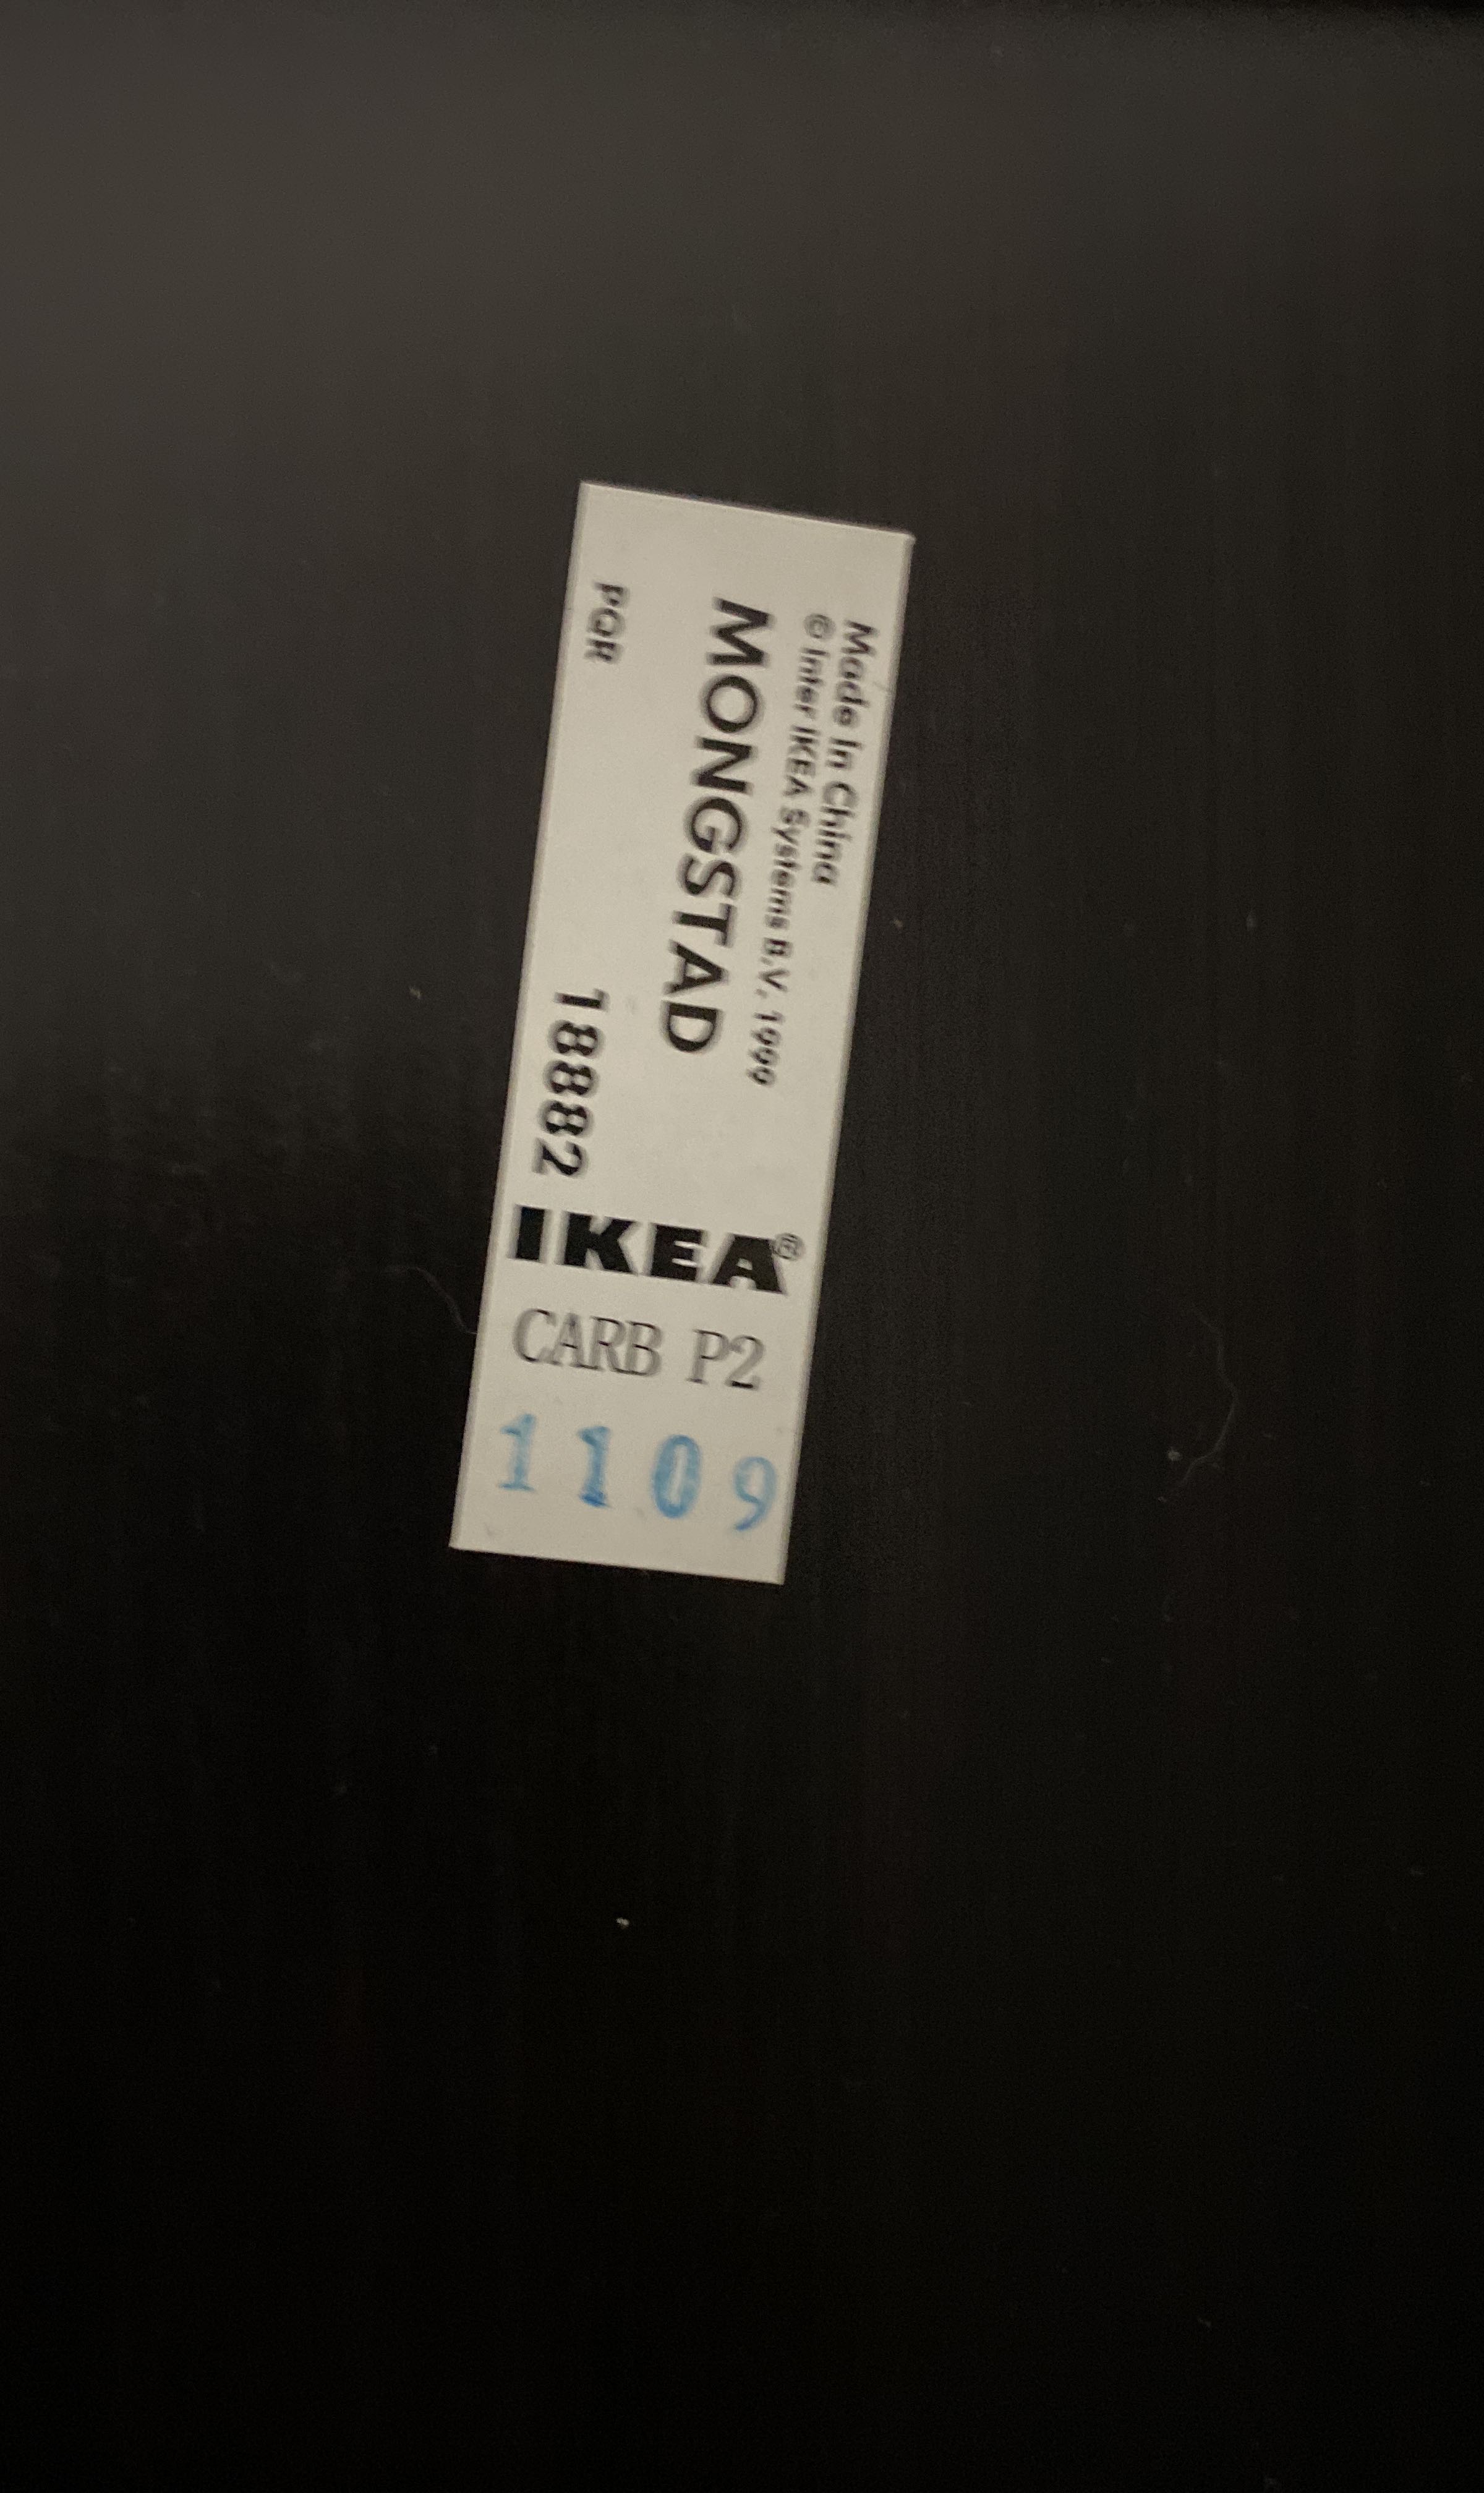 Made in China
© Inter IKEA Systems B.V. 1999
MONGSTAD
PQR
18882
IKEA®
CARB P2
1109